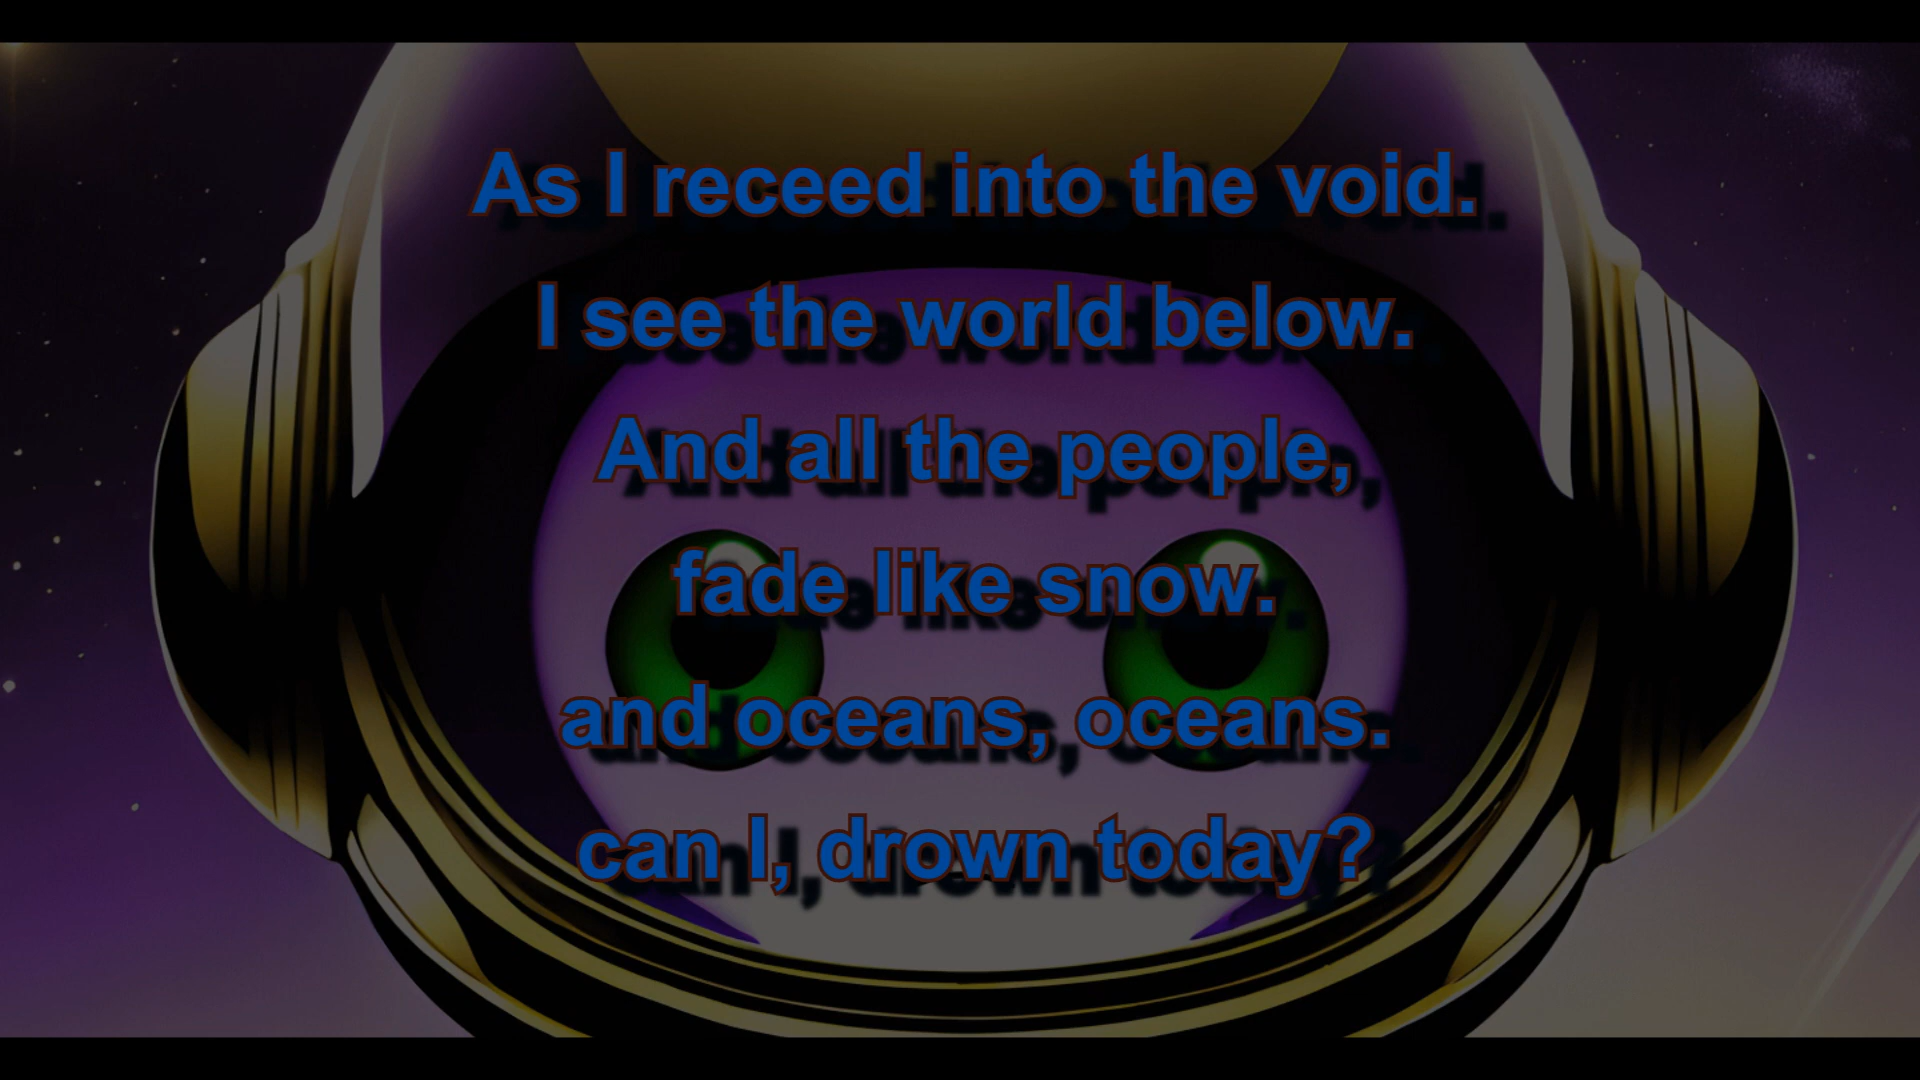 As I receed into the void.
I see the world below.
And all the people,
fade like snow.
and oceans, oceans.
can I, drown today?